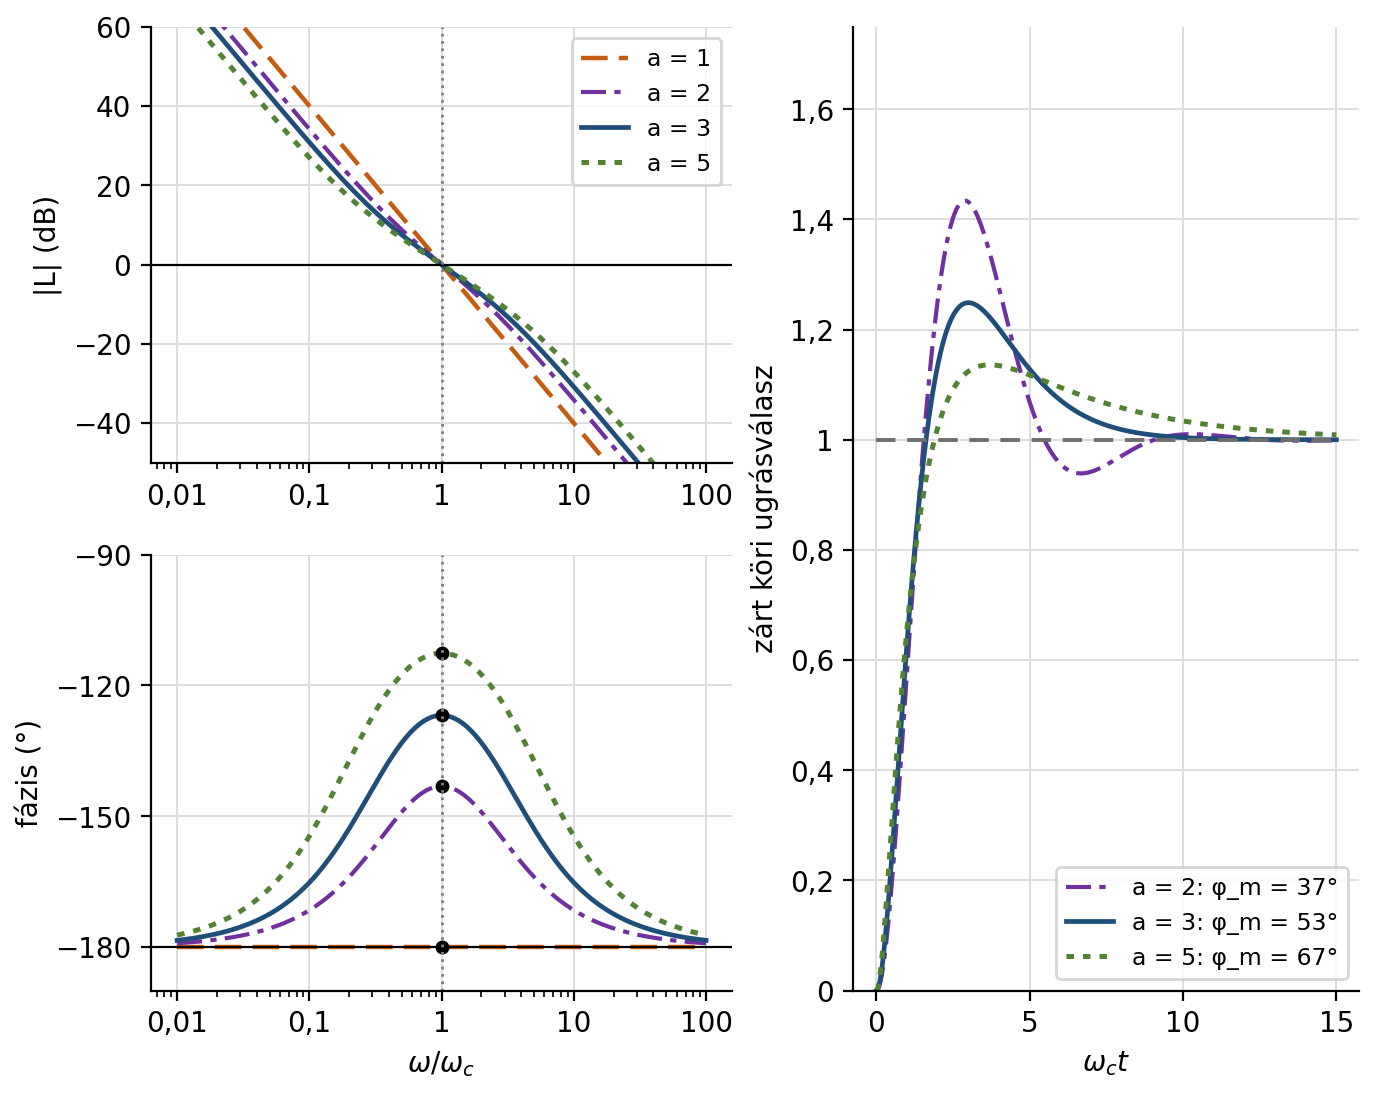 |L| (dB)
60
40
20
0
−20
−40
0,01 0,1 1 10 100
a = 1
a = 2
a = 3
a = 5
fázis (°)
−90
−120
−150
−180
0,01 0,1 1 10 100
ω/ω_c
zárt köri ugrásválasz
1,6
1,4
1,2
1
0,8
0,6
0,4
0,2
0
0 5 10 15
ω_c t
a = 2: φ_m = 37°
a = 3: φ_m = 53°
a = 5: φ_m = 67°